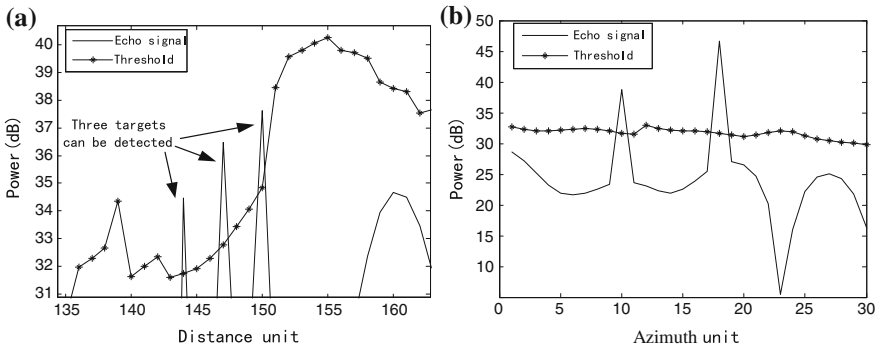 (a)
Power(dB)
40
39
38
37
36
35
34
33
32
31
Echo signal
Threshold
Three targets
can be detected
135 140 145 150 155 160
Distance unit
(b)
Power(dB)
50
45
40
35
30
25
20
15
10
Echo signal
Threshold
0 5 10 15 20 25 30
Azimuth unit